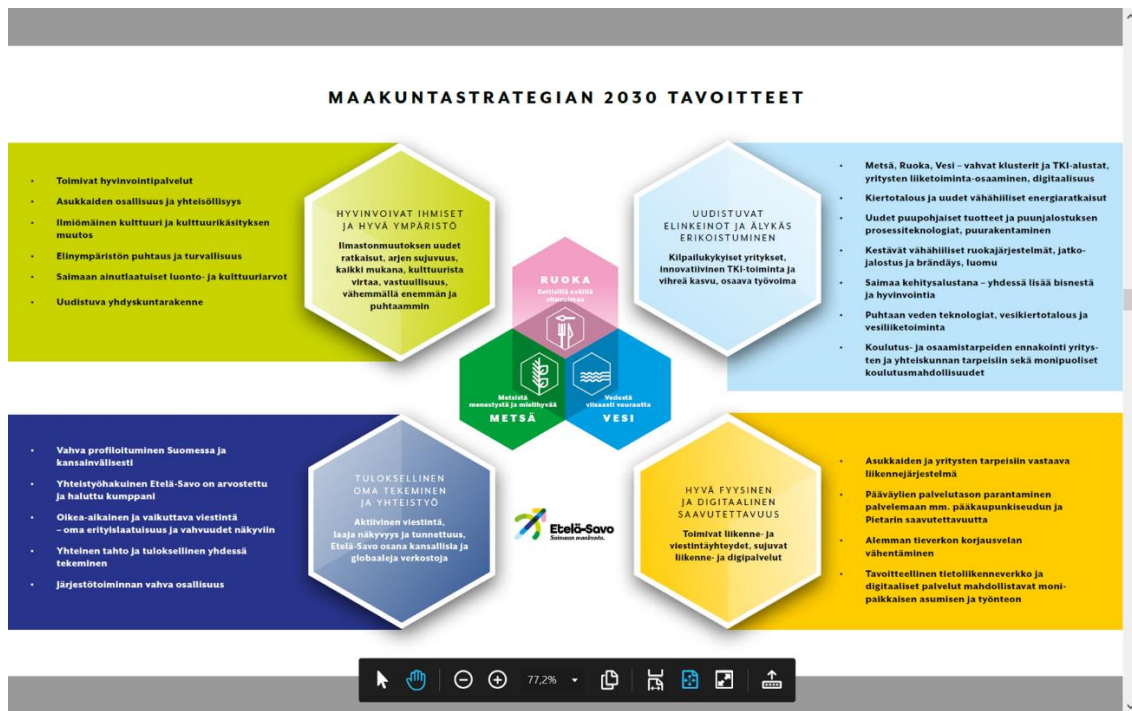 MAAKUNTASTRATEGIAN 2030 TAVOITTEET
• Toimivat hyvinvointipalvelut
• Asukkaiden osallisuus ja yhteisöllisyys
• Ilmiömäinen kulttuuri ja kulttuurikäsityksen
muutos
• Elinympäristön puhtaus ja turvallisuus
• Saimaan ainutlaatuiset luonto- ja kulttuuriarvot
• Uudistuva yhdyskuntarakenne
HYVINVOIVAT IHMISET
JA HYVÄ YMPÄRISTÖ
Ilmastonmuutoksen uudet
ratkaisut, arjen sujuvuus,
kaikki mukana, kulttuurista
virtaa, vastuullisuus,
vähemmällä enemmän ja
puhtaammin
UUDISTUVAT
ELINKEINOT JA ÄLYKÄS
ERIKOISTUMINEN
Kilpailukykyiset yritykset,
innovatiivinen TKI-toiminta ja
vihreä kasvu, osaava työvoima
• Metsä, Ruoka, Vesi – vahvat klusterit ja TKI-alustat,
yritysten liiketoiminta-osaaminen, digitaalisuus
• Kiertotalous ja uudet vähähiiliset energiaratkaisut
• Uudet puupohjaiset tuotteet ja puunjalostuksen
prosessiteknologiat, puurakentaminen
• Kestävät vähähiiliset ruokajärjestelmät, jatko-
jalostus ja brändäys, luomu
• Saimaa kehitysalustana – yhdessä lisää bisnestä
ja hyvinvointia
• Puhtaan veden teknologiat, vesikiertotalous ja
vesiliiketoiminta
• Koulutus- ja osaamistarpeiden ennakointi yritys-
ten ja yhteiskunnan tarpeisiin sekä monipuoliset
koulutusmahdollisuudet
RUOKA
Eettisillä eväillä
elinvoimaa
Metsistä
menestystä ja mielihyvää
METSÄ
Vedestä
viisaasti vaurautta
VESI
• Vahva profiloituminen Suomessa ja
kansainvälisesti
• Yhteistyöhakuinen Etelä-Savo on arvostettu
ja haluttu kumppani
• Oikea-aikainen ja vaikuttava viestintä
– oma erityislaatuisuus ja vahvuudet näkyviin
• Yhteinen tahto ja tuloksellinen yhdessä
tekeminen
• Järjestötoiminnan vahva osallisuus
TULOKSELLINEN
OMA TEKEMINEN
JA YHTEISTYÖ
Aktiivinen viestintä,
laaja näkyvyys ja tunnettuus,
Etelä-Savo osana kansallisia ja
globaaleja verkostoja
Etelä-Savo
Saimaan maakunta.
HYVÄ FYYSINEN
JA DIGITAALINEN
SAAVUTETTAVUUS
Toimivat liikenne- ja
viestintäyhteydet, sujuvat
liikenne- ja digipalvelut
• Asukkaiden ja yritysten tarpeisiin vastaava
liikennejärjestelmä
• Pääväylien palvelutason parantaminen
palvelemaan mm. pääkaupunkiseudun ja
Pietarin saavutettavuutta
• Alemman tieverkon korjausvelan
vähentäminen
• Tavoitteellinen tietoliikenneverkko ja
digitaaliset palvelut mahdollistavat moni-
paikkaisen asumisen ja työnteon
77,2%